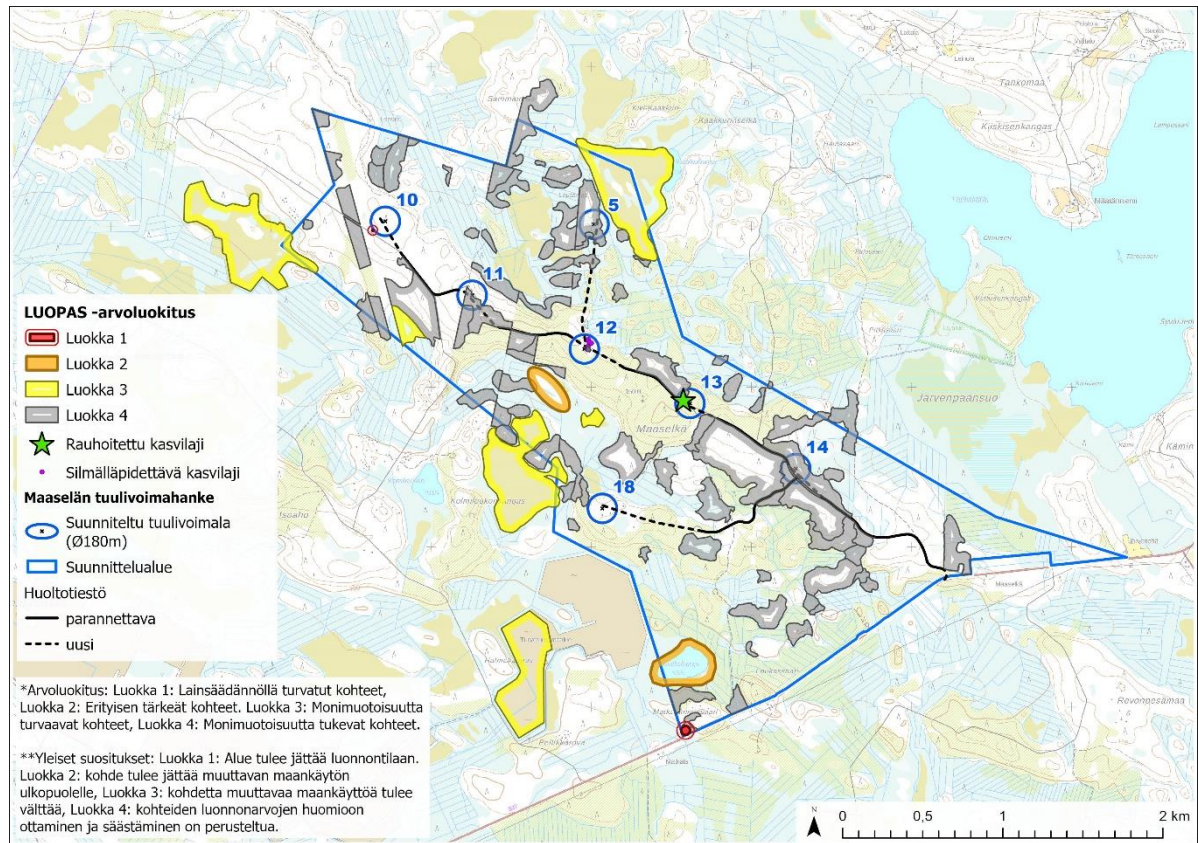 LUOPAS -arvoluokitus
Luokka 1
Luokka 2
Luokka 3
Luokka 4
Rauhoitettu kasvilaji
Silmälläpidettävä kasvilaji
Maaselän tuulivoimahanke
Suunniteltu tuulivoimala
(Ø180m)
Suunnittelualue
Huoltotiestö
parannettava
uusi
*Arvoluokitus: Luokka 1: Lainsäädännöllä turvatut kohteet,
Luokka 2: Erityisen tärkeät kohteet. Luokka 3: Monimuotoisuutta
turvaavat kohteet, Luokka 4: Monimuotoisuutta tukevat kohteet.
**Yleiset suositukset: Luokka 1: Alue tulee jättää luonnontilaan.
Luokka 2: kohde tulee jättää muuttavan maankäytön
ulkopuolelle, Luokka 3: kohdetta muuttavaa maankäyttöä tulee
välttää, Luokka 4: kohteiden luonnonarvojen huomioon
ottaminen ja säästäminen on perusteltua.
10
5
11
12
13
14
18
Maaselkä
Järvenpäänsuo
Kiiskisenkangas
Tankomaa
Määtänniemi
Revonnesämaa
N
0 0,5 1 2 km